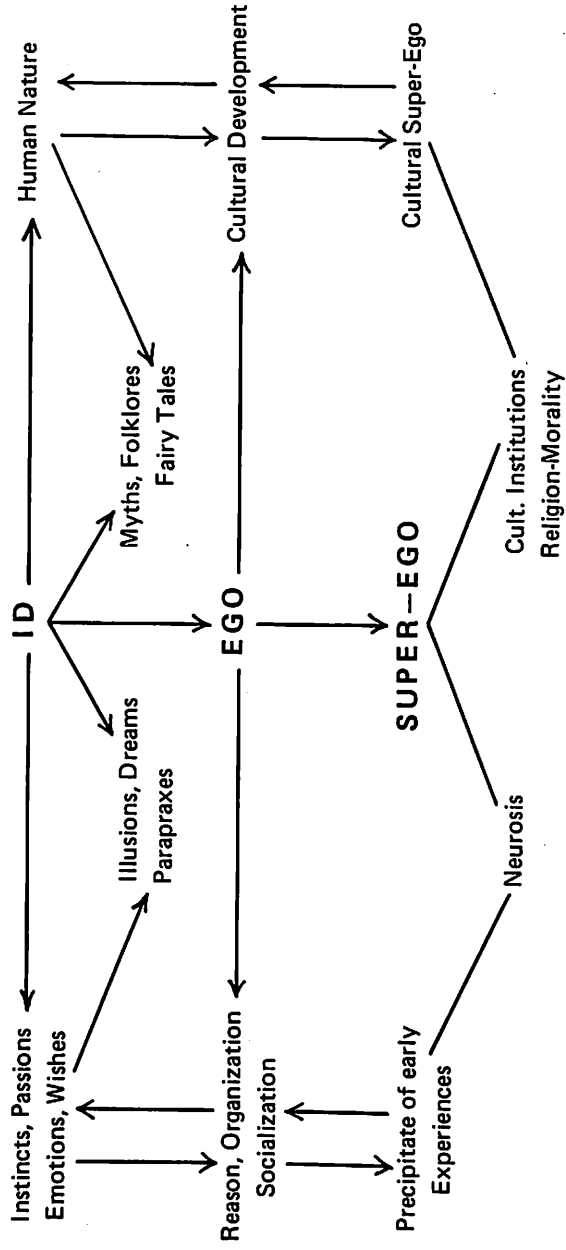 Instincts, Passions
Emotions, Wishes
ID
Human Nature
Illusions, Dreams
Parapraxes
Myths, Folklores
Fairy Tales
Reason, Organization
Socialization
EGO
Cultural Development
Precipitate of early
Experiences
SUPER–EGO
Cultural Super-Ego
Neurosis
Cult. Institutions
Religion-Morality